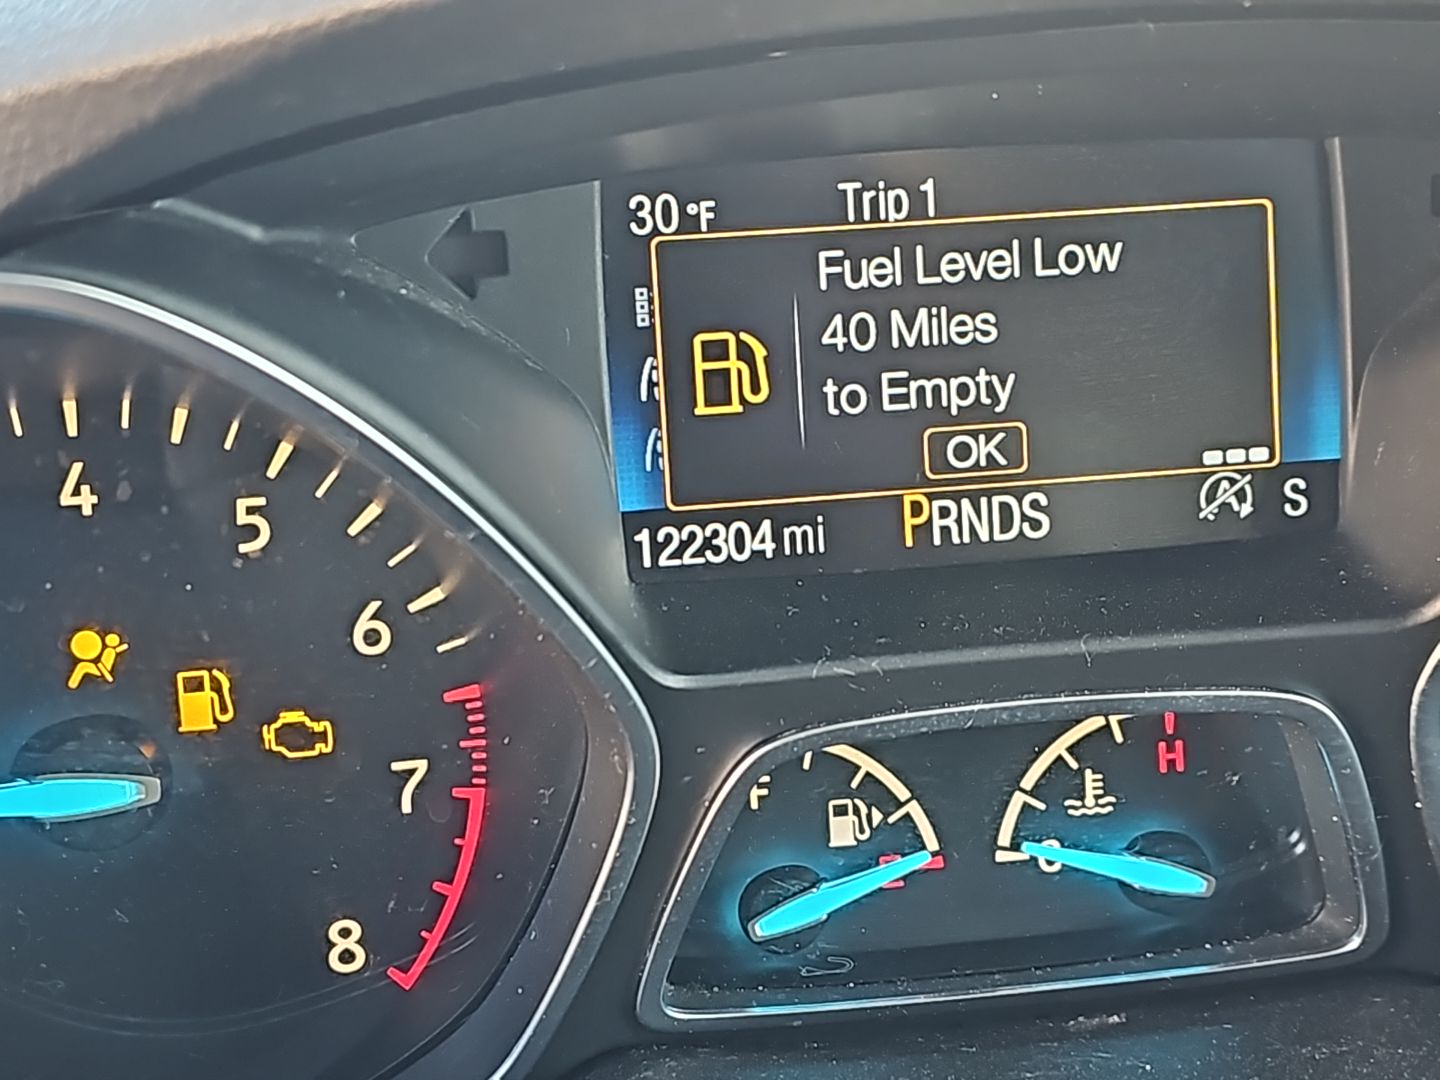 30 °F Trip 1
Fuel Level Low
40 Miles
to Empty
OK
122304 mi PRNDS A S
4
5
6
7
8
F
E
C
H